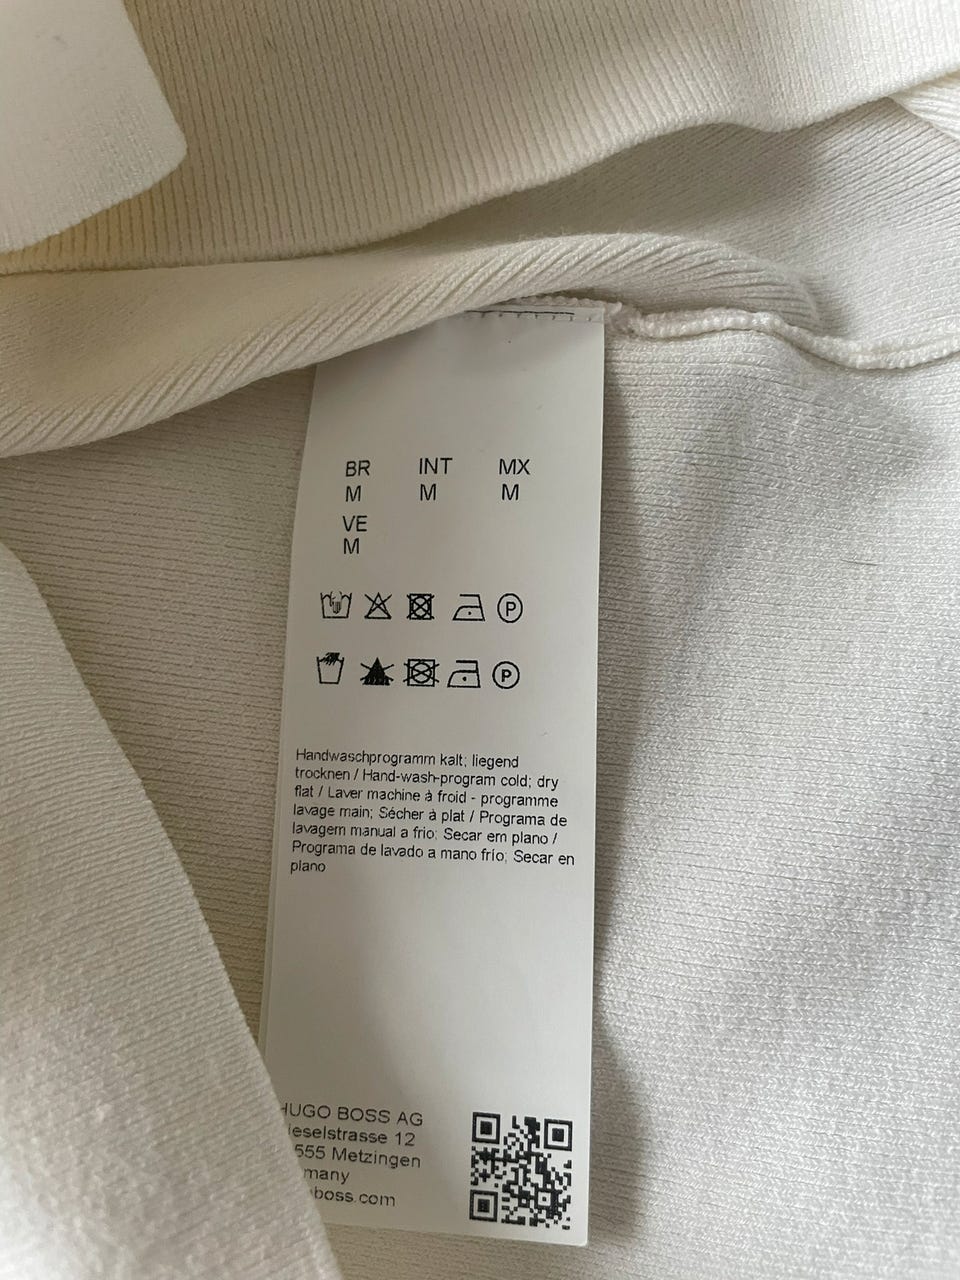 BR INT MX
M M M
VE
M
P
P
Handwaschprogramm kalt; liegend
trocknen / Hand-wash-program cold; dry
flat / Laver machine à froid - programme
lavage main; Sécher à plat / Programa de
lavagem manual a frio; Secar em plano /
Programa de lavado a mano frío; Secar en
plano
HUGO BOSS AG
ieselstrasse 12
555 Metzingen
many
boss.com